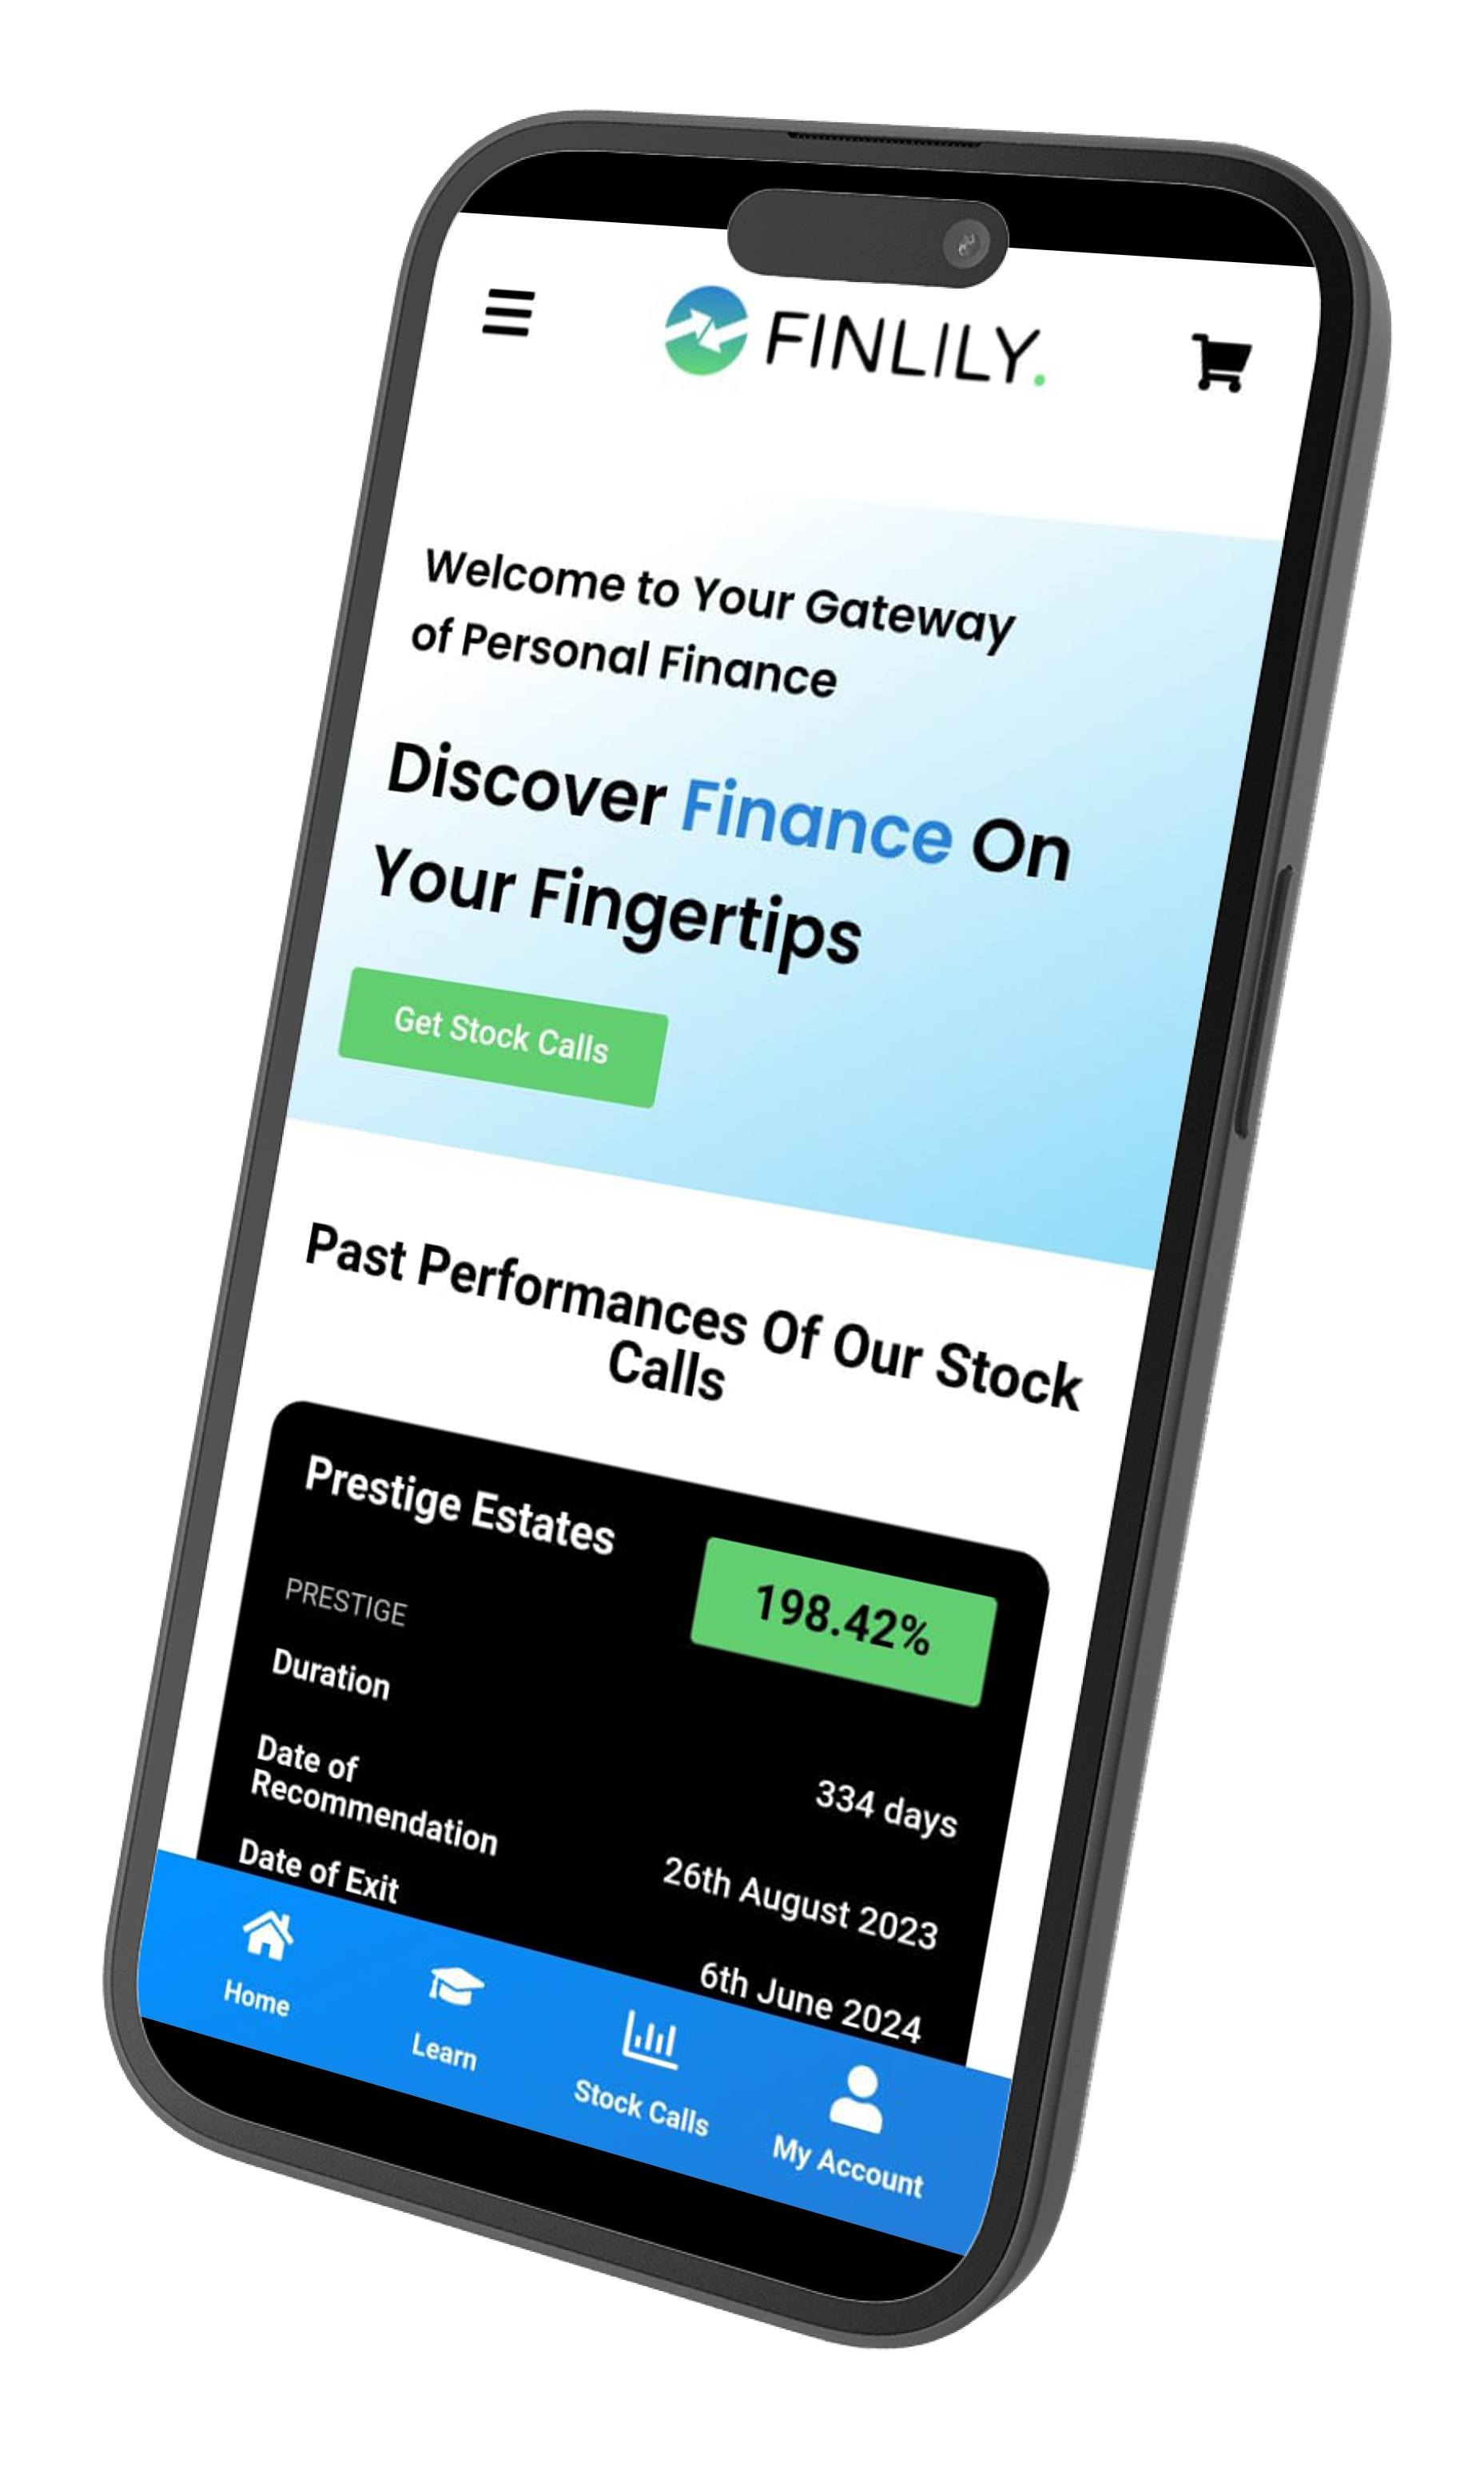 FINLILY.
Welcome to Your Gateway
of Personal Finance
Discover Finance On
Your Fingertips
Get Stock Calls
Past Performances Of Our Stock
Calls
Prestige Estates
198.42%
PRESTIGE
Duration
334 days
Date of
Recommendation
26th August 2023
Date of Exit
6th June 2024
Home
Learn
Stock Calls
My Account